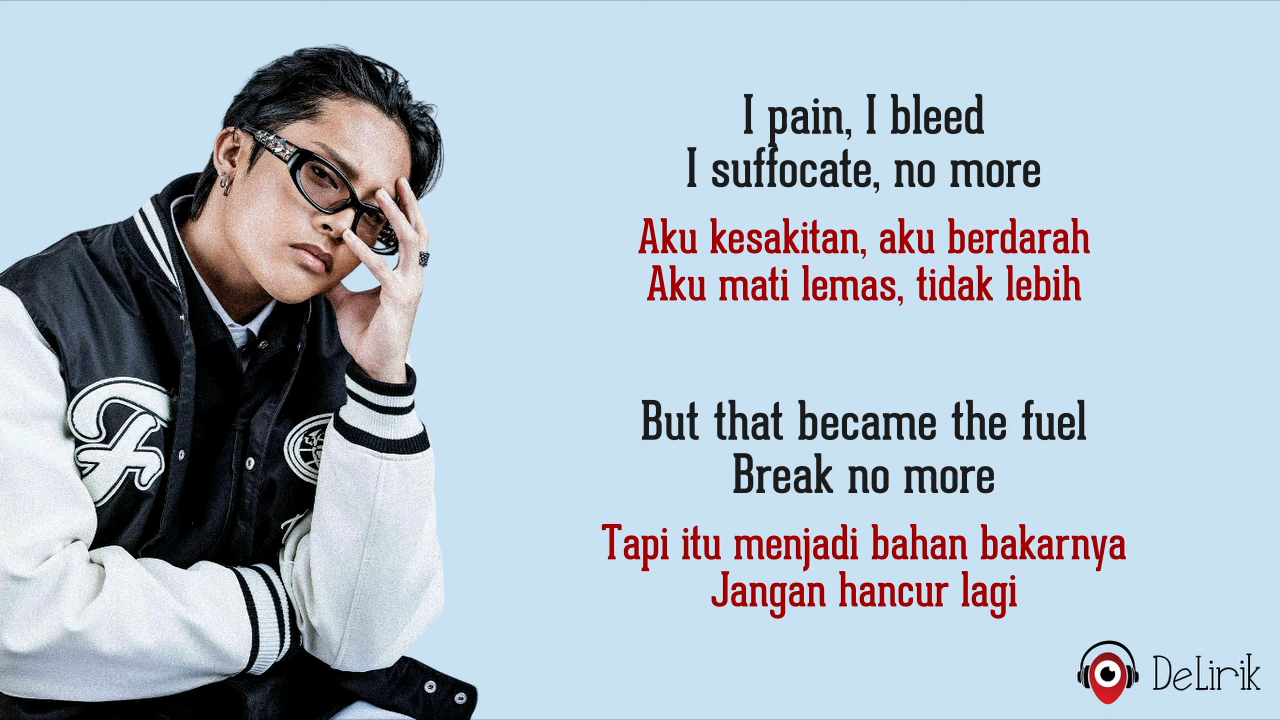 I pain, I bleed
I suffocate, no more
Aku kesakitan, aku berdarah
Aku mati lemas, tidak lebih
But that became the fuel
Break no more
Tapi itu menjadi bahan bakarnya
Jangan hancur lagi
F
DeLirik